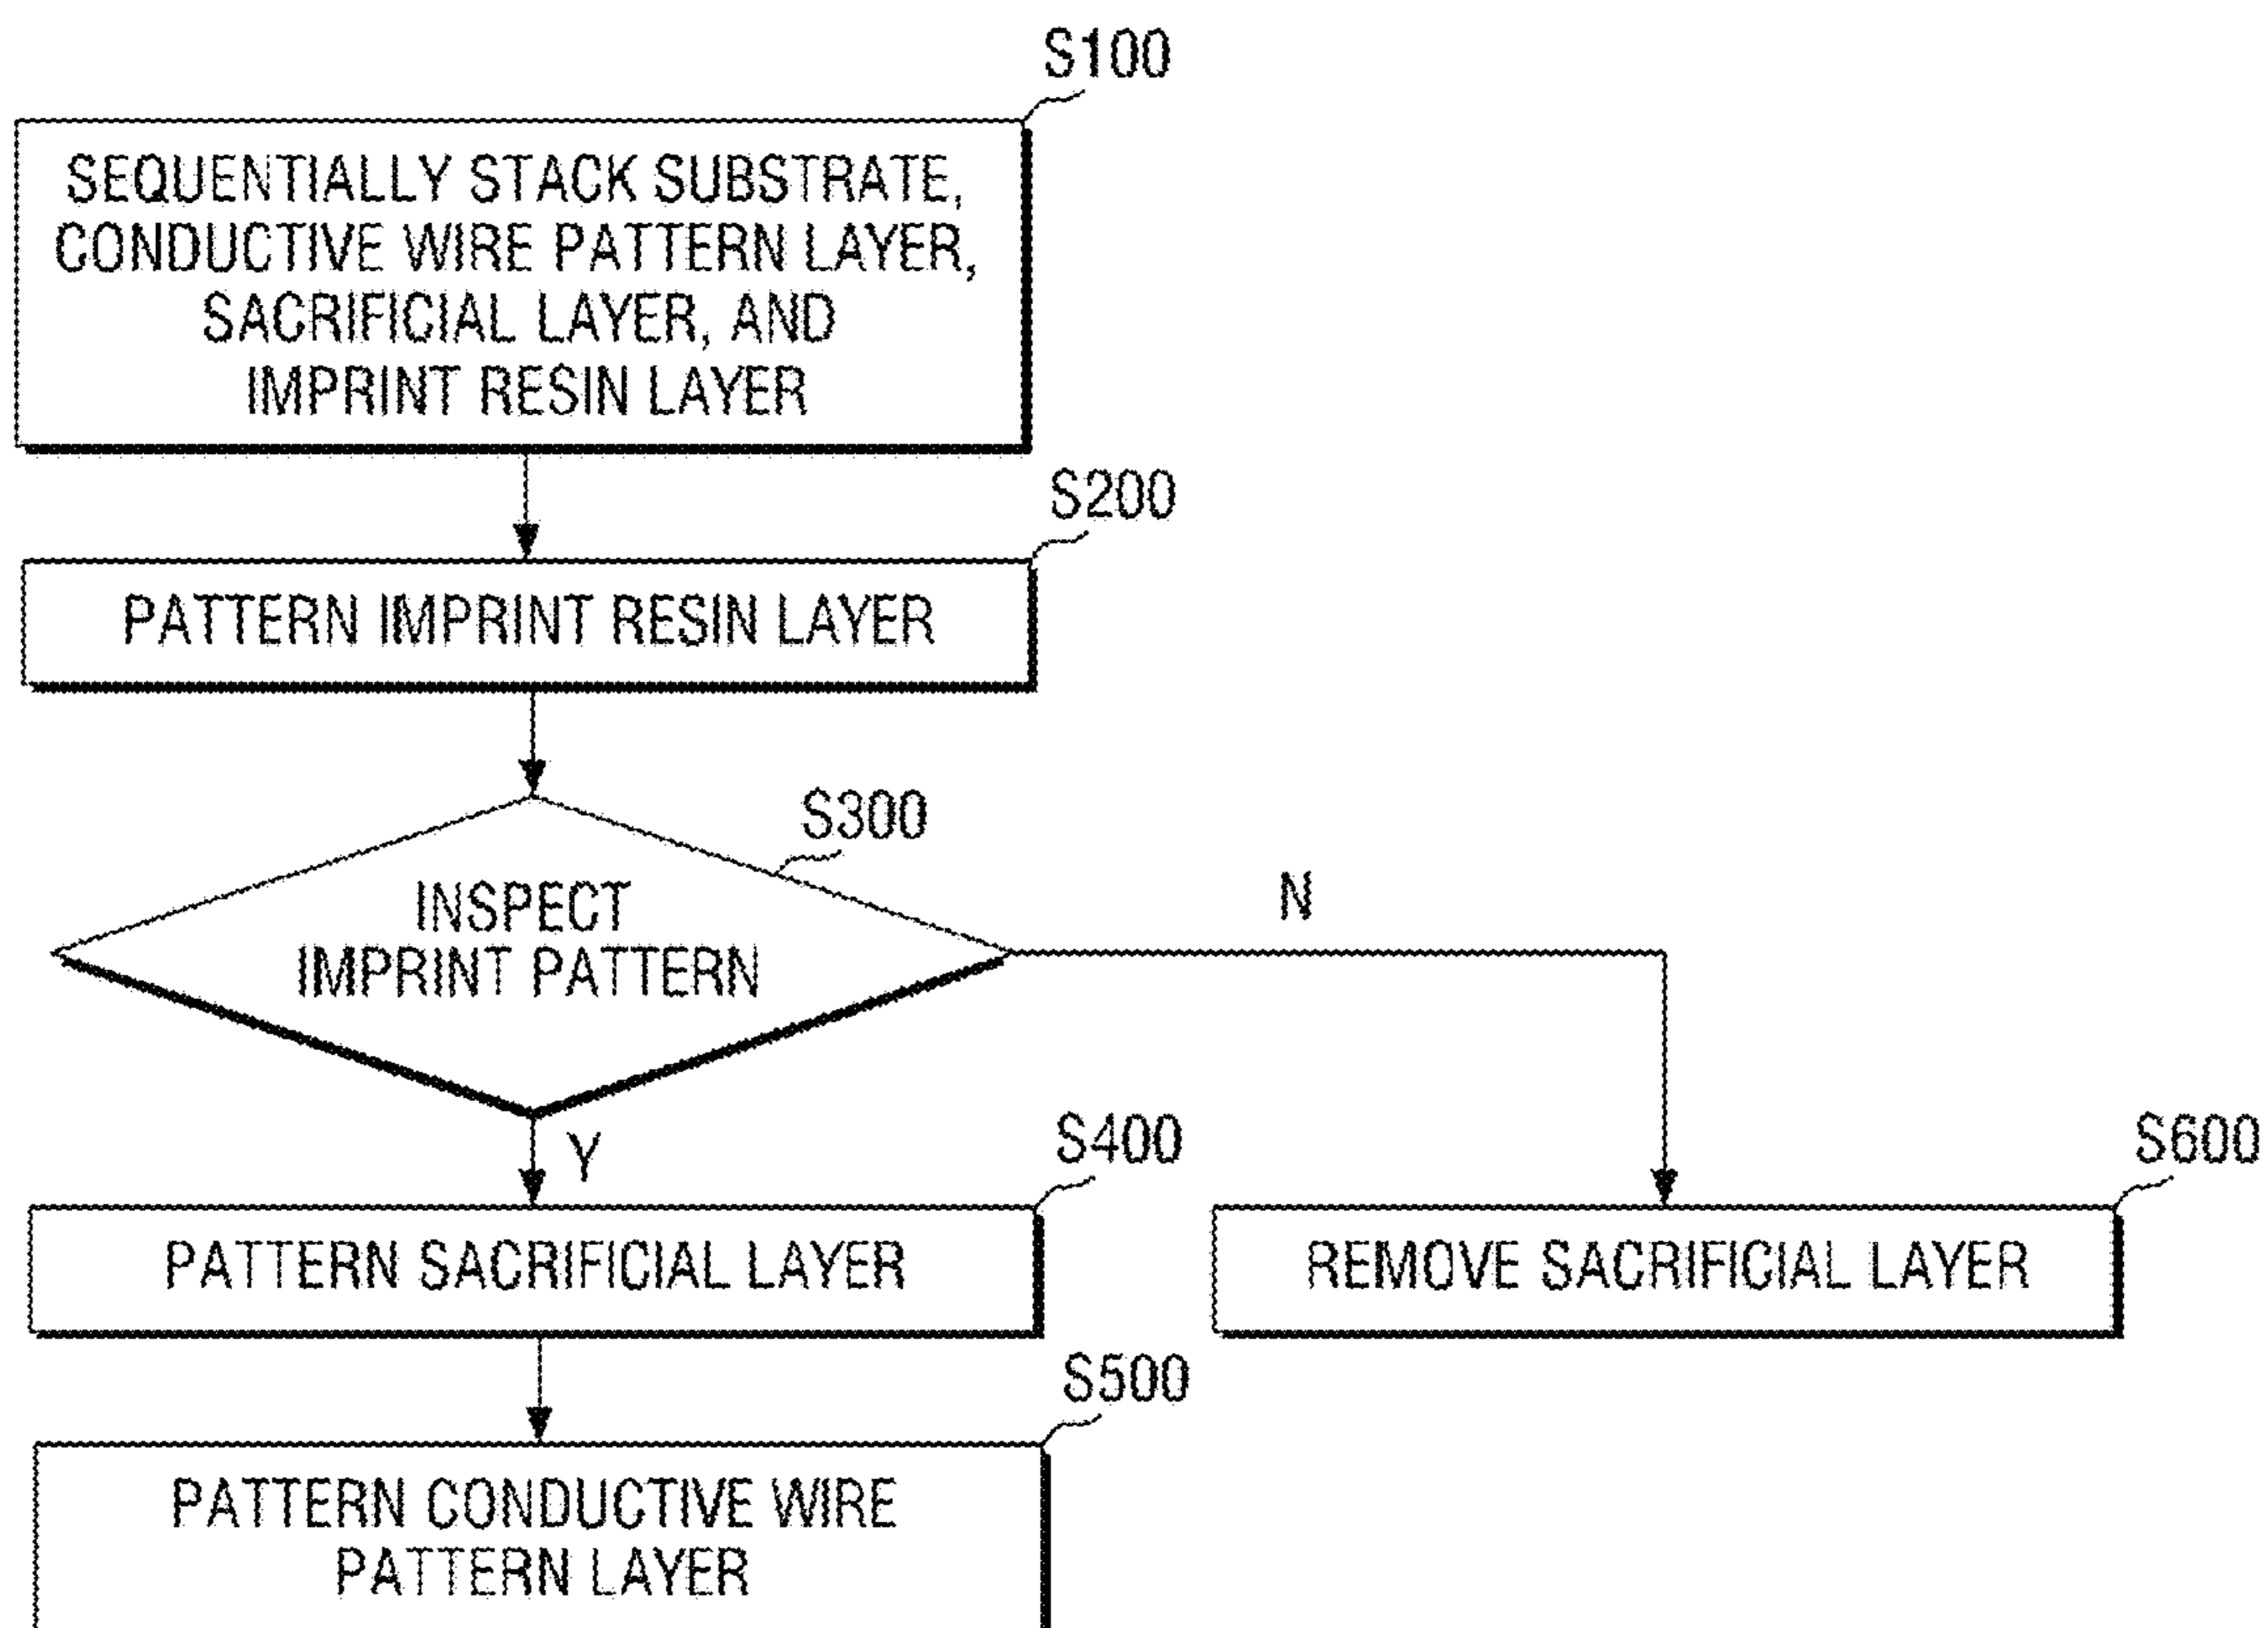 S100
SEQUENTIALLY STACK SUBSTRATE,
CONDUCTIVE WIRE PATTERN LAYER,
SACRIFICIAL LAYER, AND
IMPRINT RESIN LAYER
S200
PATTERN IMPRINT RESIN LAYER
S300
INSPECT
IMPRINT PATTERN
N
Y
S400
PATTERN SACRIFICIAL LAYER
S600
REMOVE SACRIFICIAL LAYER
S500
PATTERN CONDUCTIVE WIRE
PATTERN LAYER